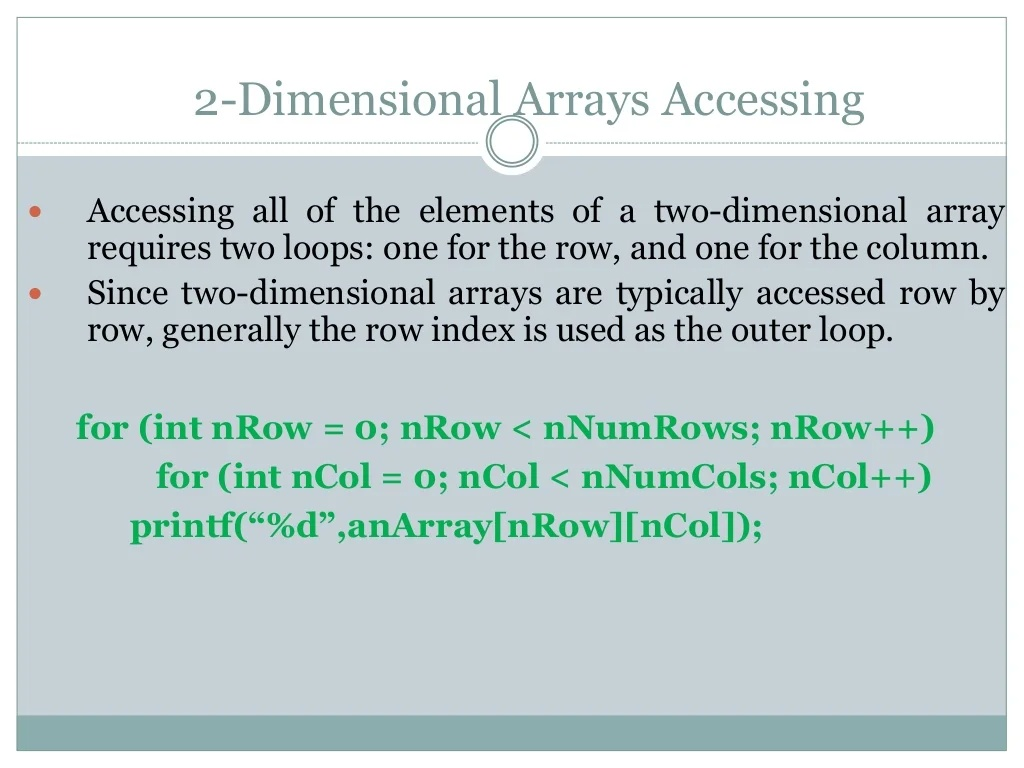 2-Dimensional Arrays Accessing
Accessing all of the elements of a two-dimensional array
requires two loops: one for the row, and one for the column.
Since two-dimensional arrays are typically accessed row by
row, generally the row index is used as the outer loop.
for (int nRow = 0; nRow < nNumRows; nRow++)
for (int nCol = 0; nCol < nNumCols; nCol++)
printf(“%d”,anArray[nRow][nCol]);